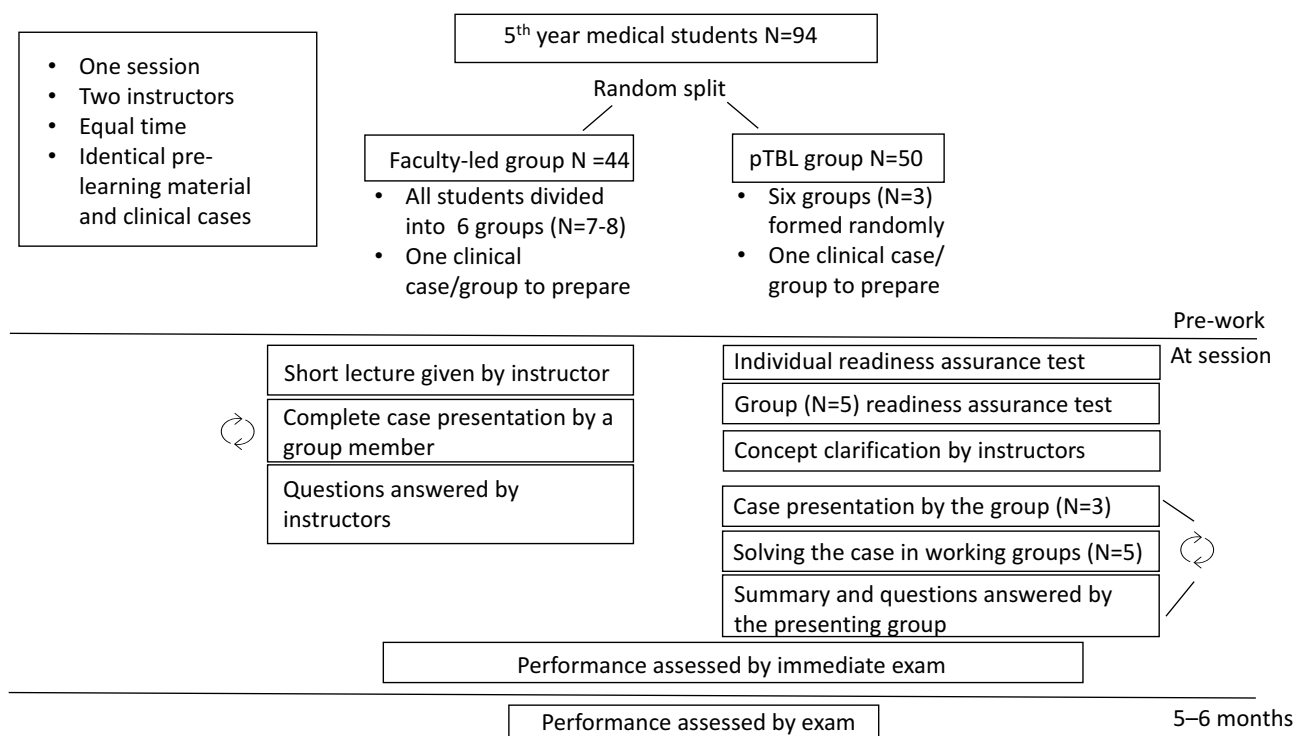 5th year medical students N=94
• One session
• Two instructors
• Equal time
• Identical pre-
learning material
and clinical cases
Random split
Faculty-led group N =44
• All students divided
into 6 groups (N=7-8)
• One clinical
case/group to prepare
pTBL group N=50
• Six groups (N=3)
formed randomly
• One clinical case/
group to prepare
Pre-work
At session
Short lecture given by instructor
Complete case presentation by a
group member
Questions answered by
instructors
Individual readiness assurance test
Group (N=5) readiness assurance test
Concept clarification by instructors
Case presentation by the group (N=3)
Solving the case in working groups (N=5)
Summary and questions answered by
the presenting group
Performance assessed by immediate exam
Performance assessed by exam
5–6 months